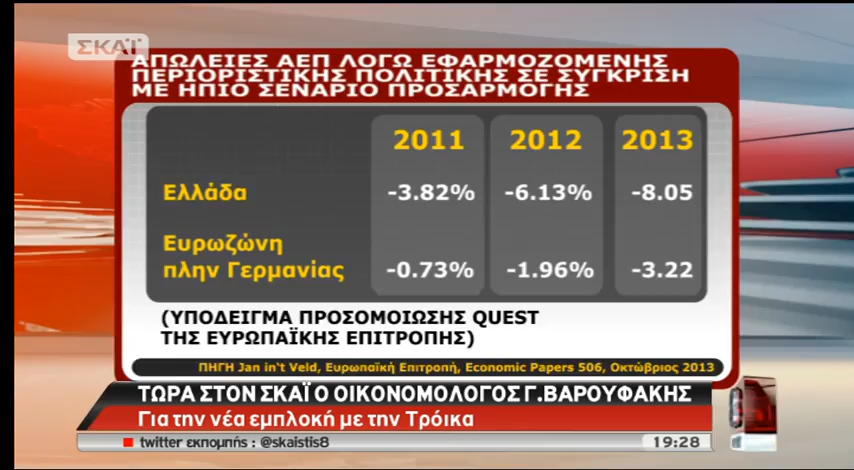 ΣΚΑΪ
ΑΠΩΛΕΙΕΣ ΑΕΠ ΛΟΓΩ ΕΦΑΡΜΟΖΟΜΕΝΗΣ
ΠΕΡΙΟΡΙΣΤΙΚΗΣ ΠΟΛΙΤΙΚΗΣ ΣΕ ΣΥΓΚΡΙΣΗ
ΜΕ ΗΠΙΟ ΣΕΝΑΡΙΟ ΠΡΟΣΑΡΜΟΓΗΣ
2011 2012 2013
Ελλάδα -3.82% -6.13% -8.05
Ευρωζώνη
πλην Γερμανίας -0.73% -1.96% -3.22
(ΥΠΟΔΕΙΓΜΑ ΠΡΟΣΟΜΟΙΩΣΗΣ QUEST
ΤΗΣ ΕΥΡΩΠΑΪΚΗΣ ΕΠΙΤΡΟΠΗΣ)
ΠΗΓΗ Jan in't Veld, Ευρωπαϊκή Επιτροπή, Economic Papers 506, Οκτώβριος 2013
ΤΩΡΑ ΣΤΟΝ ΣΚΑΪ Ο ΟΙΚΟΝΟΜΟΛΟΓΟΣ Γ.ΒΑΡΟΥΦΑΚΗΣ
Για την νέα εμπλοκή με την Τρόικα
twitter εκπομπής : @skaistis8 19:28